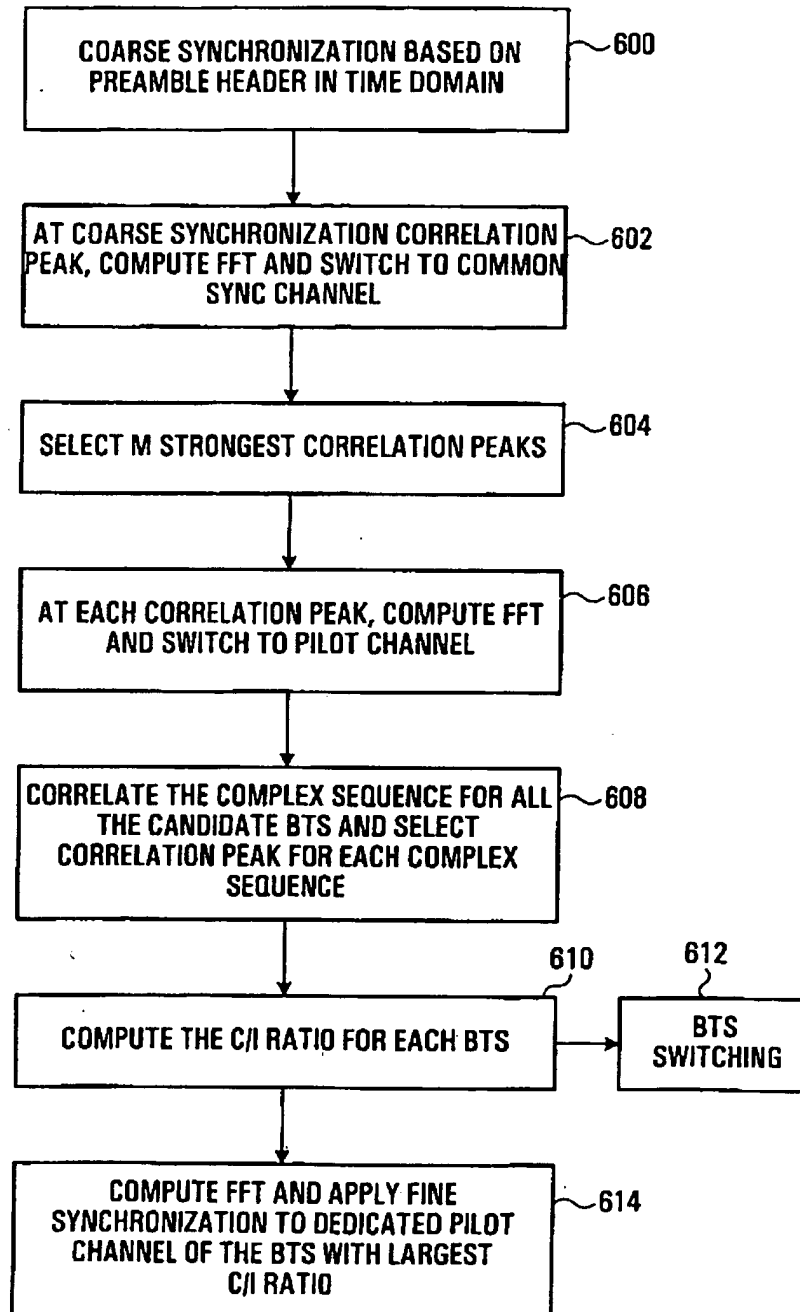 COARSE SYNCHRONIZATION BASED ON
PREAMBLE HEADER IN TIME DOMAIN
600
AT COARSE SYNCHRONIZATION CORRELATION
PEAK, COMPUTE FFT AND SWITCH TO COMMON
SYNC CHANNEL
602
SELECT M STRONGEST CORRELATION PEAKS
604
AT EACH CORRELATION PEAK, COMPUTE FFT
AND SWITCH TO PILOT CHANNEL
606
CORRELATE THE COMPLEX SEQUENCE FOR ALL
THE CANDIDATE BTS AND SELECT
CORRELATION PEAK FOR EACH COMPLEX
SEQUENCE
608
COMPUTE THE C/I RATIO FOR EACH BTS
610
BTS
SWITCHING
612
COMPUTE FFT AND APPLY FINE
SYNCHRONIZATION TO DEDICATED PILOT
CHANNEL OF THE BTS WITH LARGEST
C/I RATIO
614